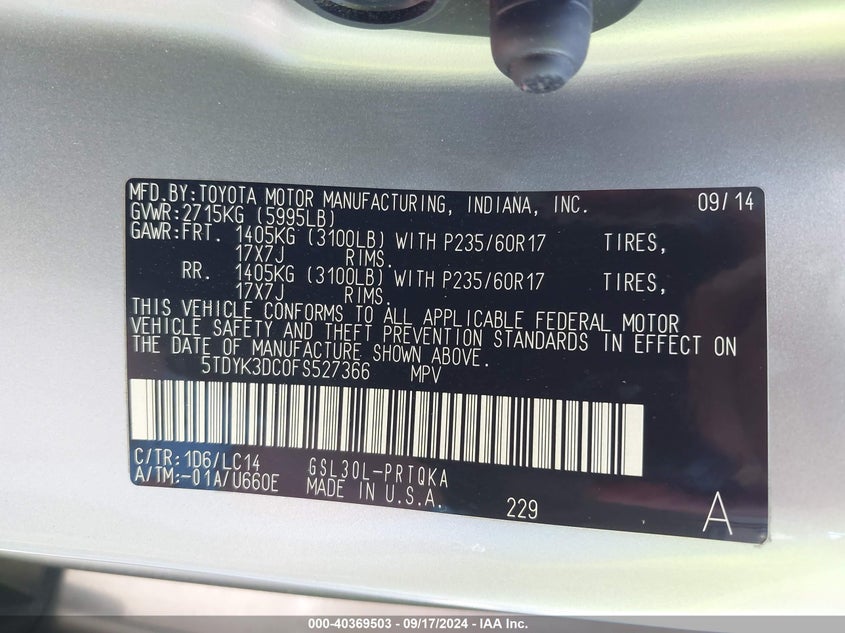 MFD.BY:TOYOTA MOTOR MANUFACTURING, INDIANA, INC. 09/14
GVWR:2715KG (5995LB)
GAWR:FRT. 1405KG (3100LB) WITH P235/60R17 TIRES,
17X7J RIMS.
RR. 1405KG (3100LB) WITH P235/60R17 TIRES,
17X7J RIMS.
THIS VEHICLE CONFORMS TO ALL APPLICABLE FEDERAL MOTOR
VEHICLE SAFETY AND THEFT PREVENTION STANDARDS IN EFFECT ON
THE DATE OF MANUFACTURE SHOWN ABOVE.
5TDYK3DC0FS527366 MPV
C/TR:1D6/LC14 GSL30L-PRTQKA
A/TM:-01A/U660E MADE IN U.S.A. 229 A
000-40369503 - 09/17/2024 - IAA Inc.